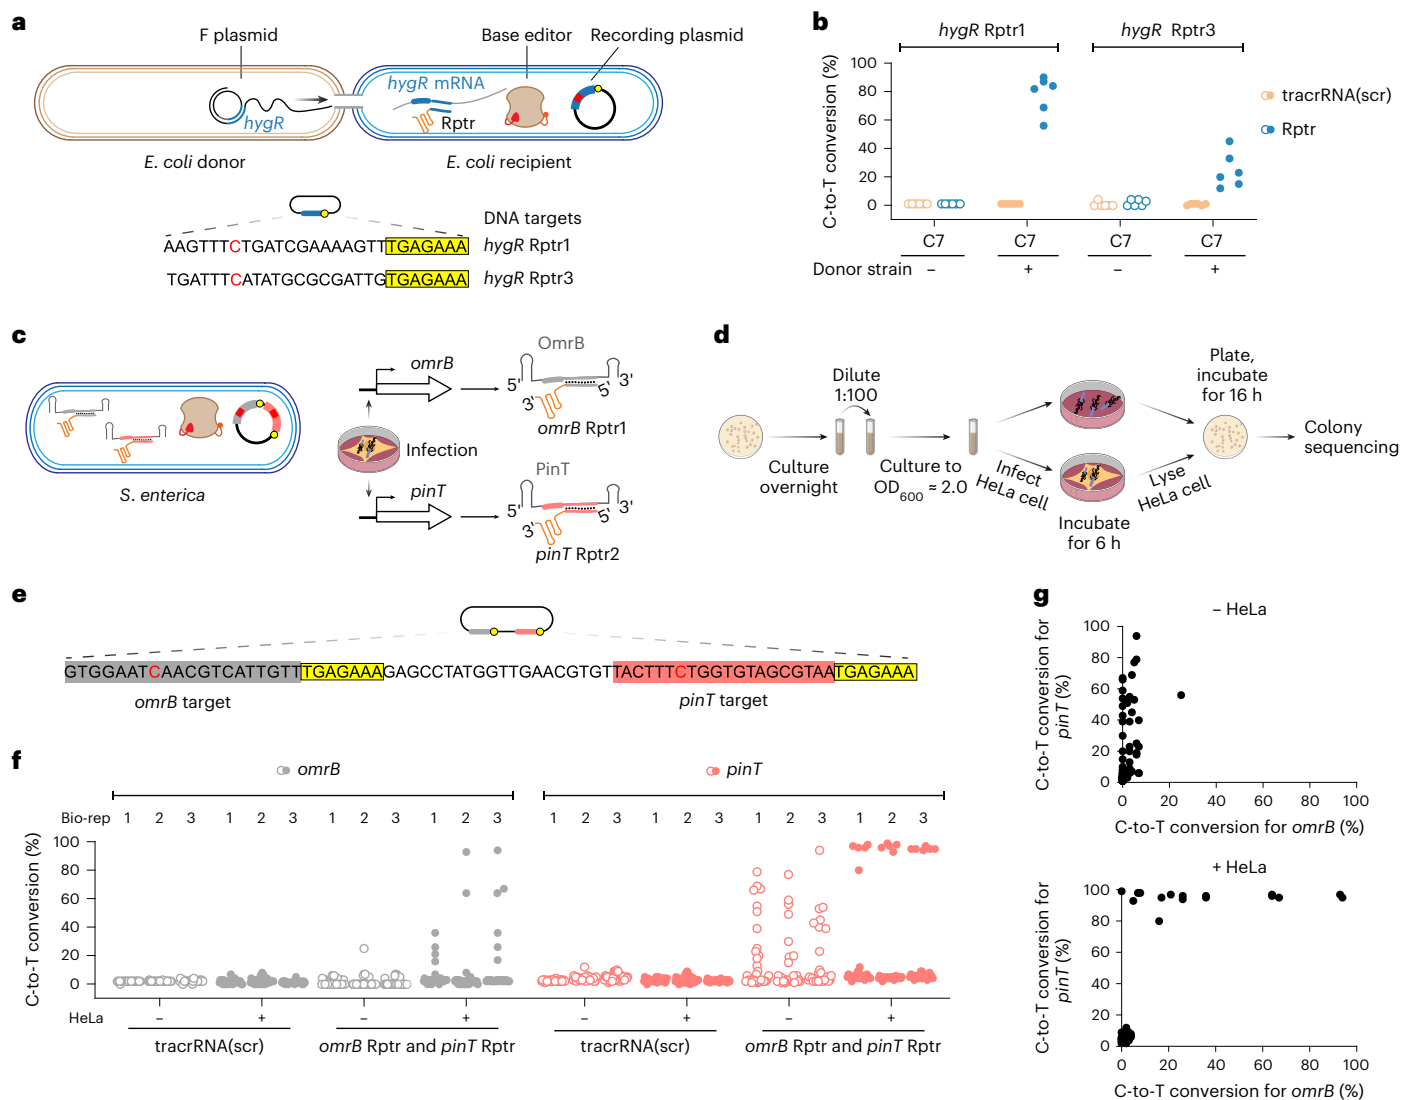 a
F plasmid
Base editor
Recording plasmid
hygR mRNA
hygR
Rptr
E. coli donor
E. coli recipient
DNA targets
AAGTTTCTGATCGAAAAGTTTGAGAAA hygR Rptr1
TGATTTCATATGCGCGATTGTGAGAAA hygR Rptr3
b
hygR Rptr1
hygR Rptr3
C-to-T conversion (%)
100
80
60
40
20
0
tracrRNA(scr)
Rptr
C7 C7 C7 C7
Donor strain – + – +
c
S. enterica
omrB
Infection
pinT
OmrB
5′ 3′
3′ 5′
omrB Rptr1
PinT
5′ 3′
3′ 5′
pinT Rptr2
d
Culture
overnight
Dilute
1:100
Culture to
OD600 ≈ 2.0
Infect
HeLa cell
Incubate
for 6 h
Lyse
HeLa cell
Plate,
incubate
for 16 h
Colony
sequencing
e
GTGGAATCAACGTCATTGTTTGAGAAAGAGCCTATGGTTGAACGTGTTACTTTCTGGTGTAGCGTAATGAGAAA
omrB target
pinT target
f
omrB
pinT
Bio-rep 1 2 3 1 2 3 1 2 3 1 2 3 1 2 3 1 2 3 1 2 3 1 2 3
C-to-T conversion (%)
100
80
60
40
20
0
HeLa – + – + – + – +
tracrRNA(scr)
omrB Rptr and pinT Rptr
tracrRNA(scr)
omrB Rptr and pinT Rptr
g
– HeLa
C-to-T conversion for
pinT (%)
100
80
60
40
20
0
0 20 40 60 80 100
C-to-T conversion for omrB (%)
+ HeLa
C-to-T conversion for
pinT (%)
100
80
60
40
20
0
0 20 40 60 80 100
C-to-T conversion for omrB (%)